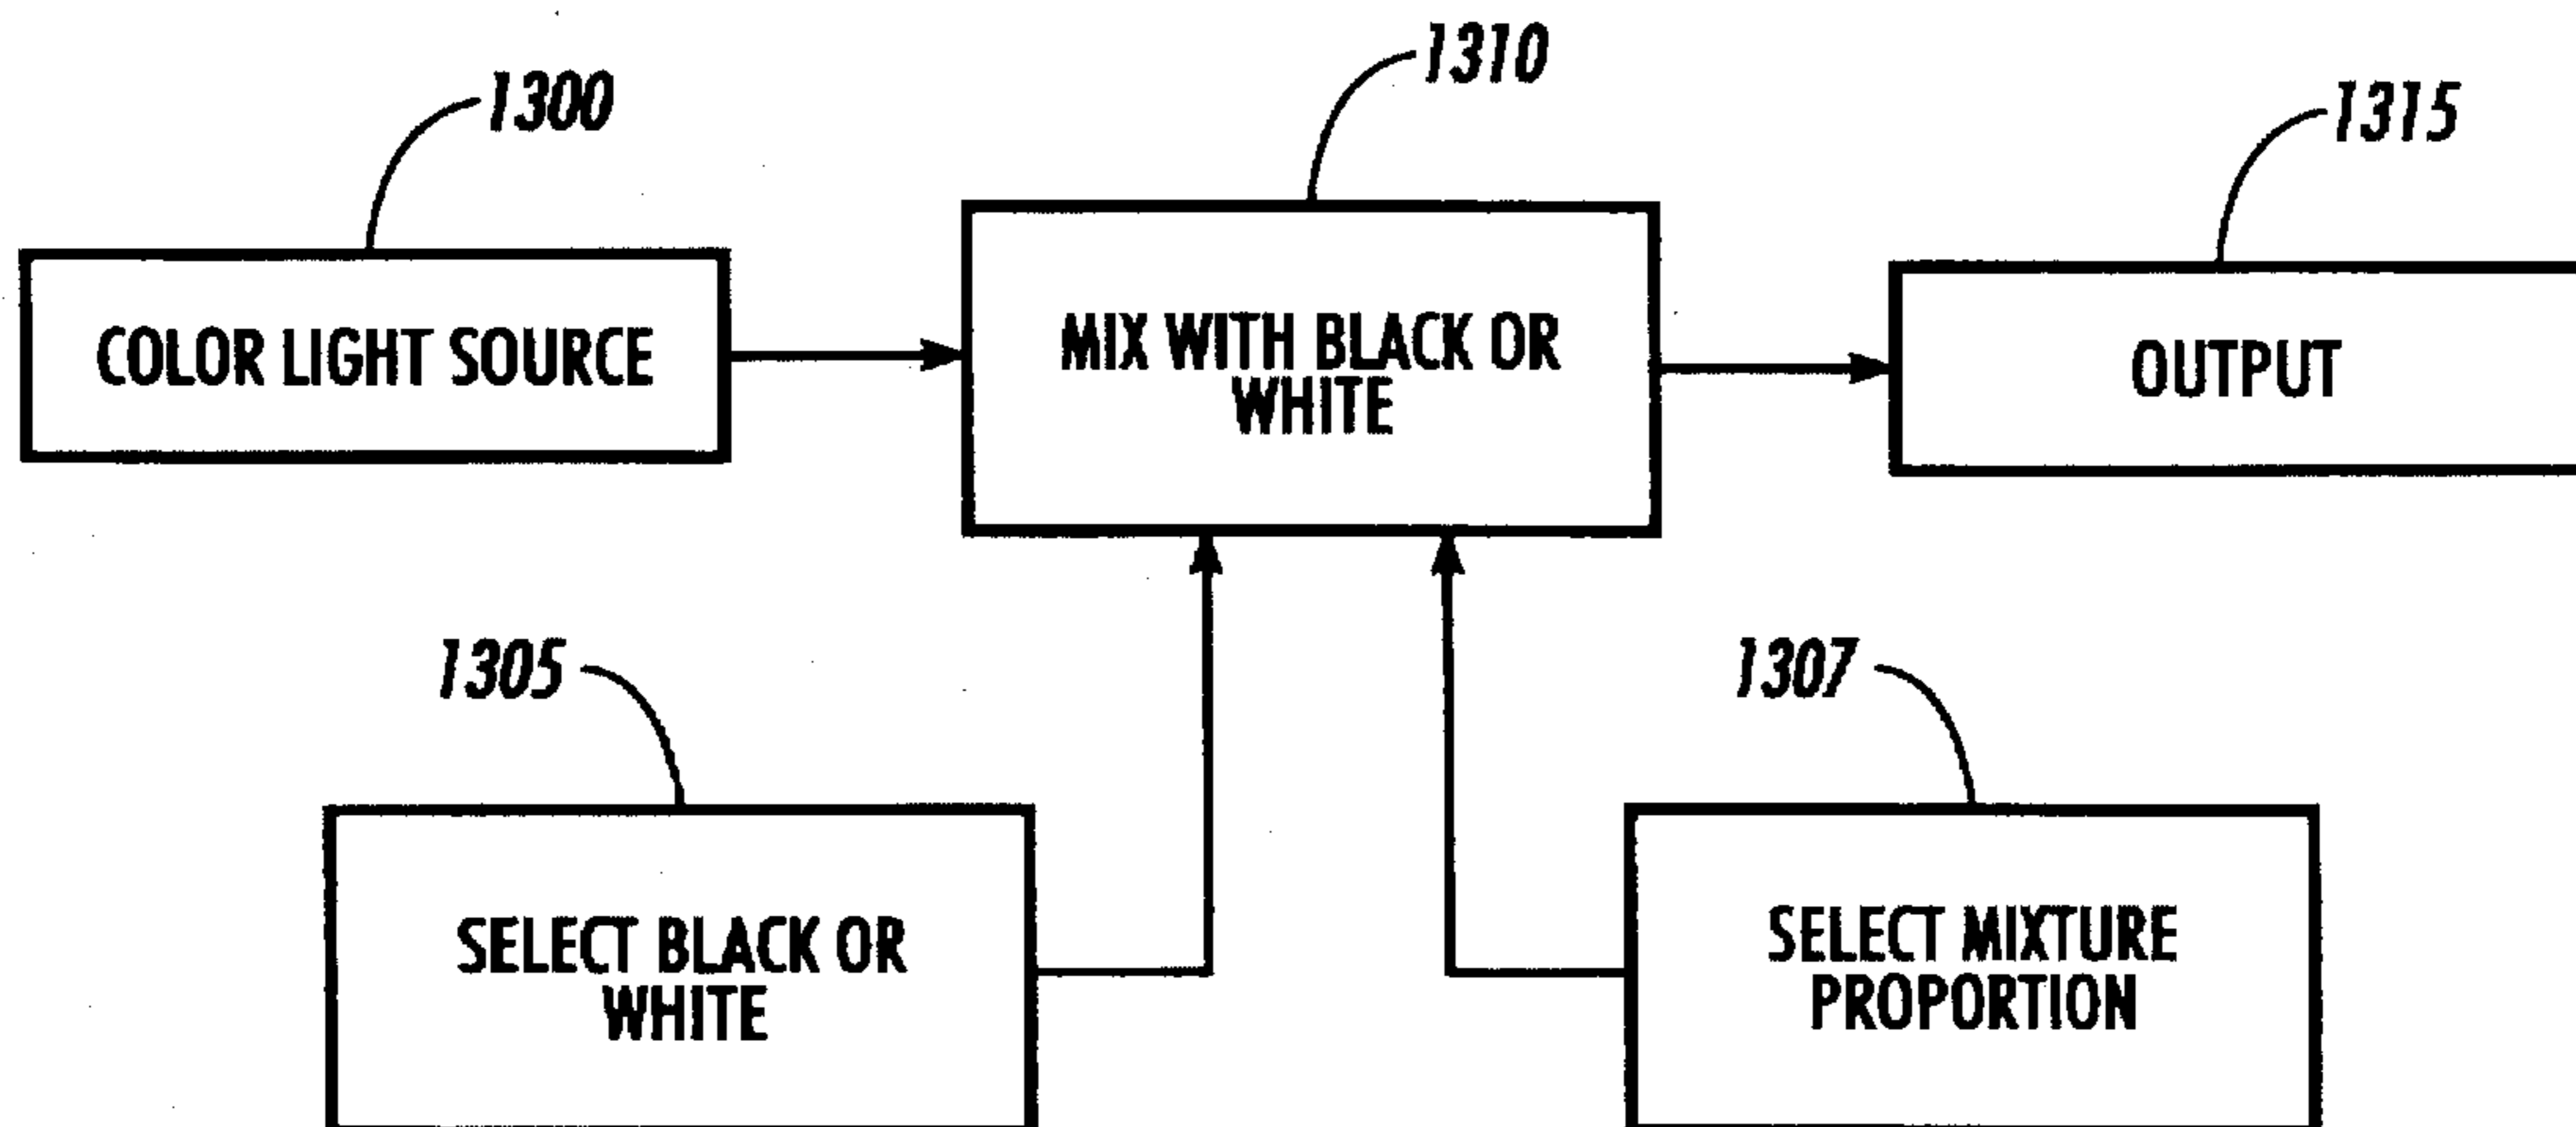 1300
1310
1315
COLOR LIGHT SOURCE
MIX WITH BLACK OR
WHITE
OUTPUT
1305
1307
SELECT BLACK OR
WHITE
SELECT MIXTURE
PROPORTION